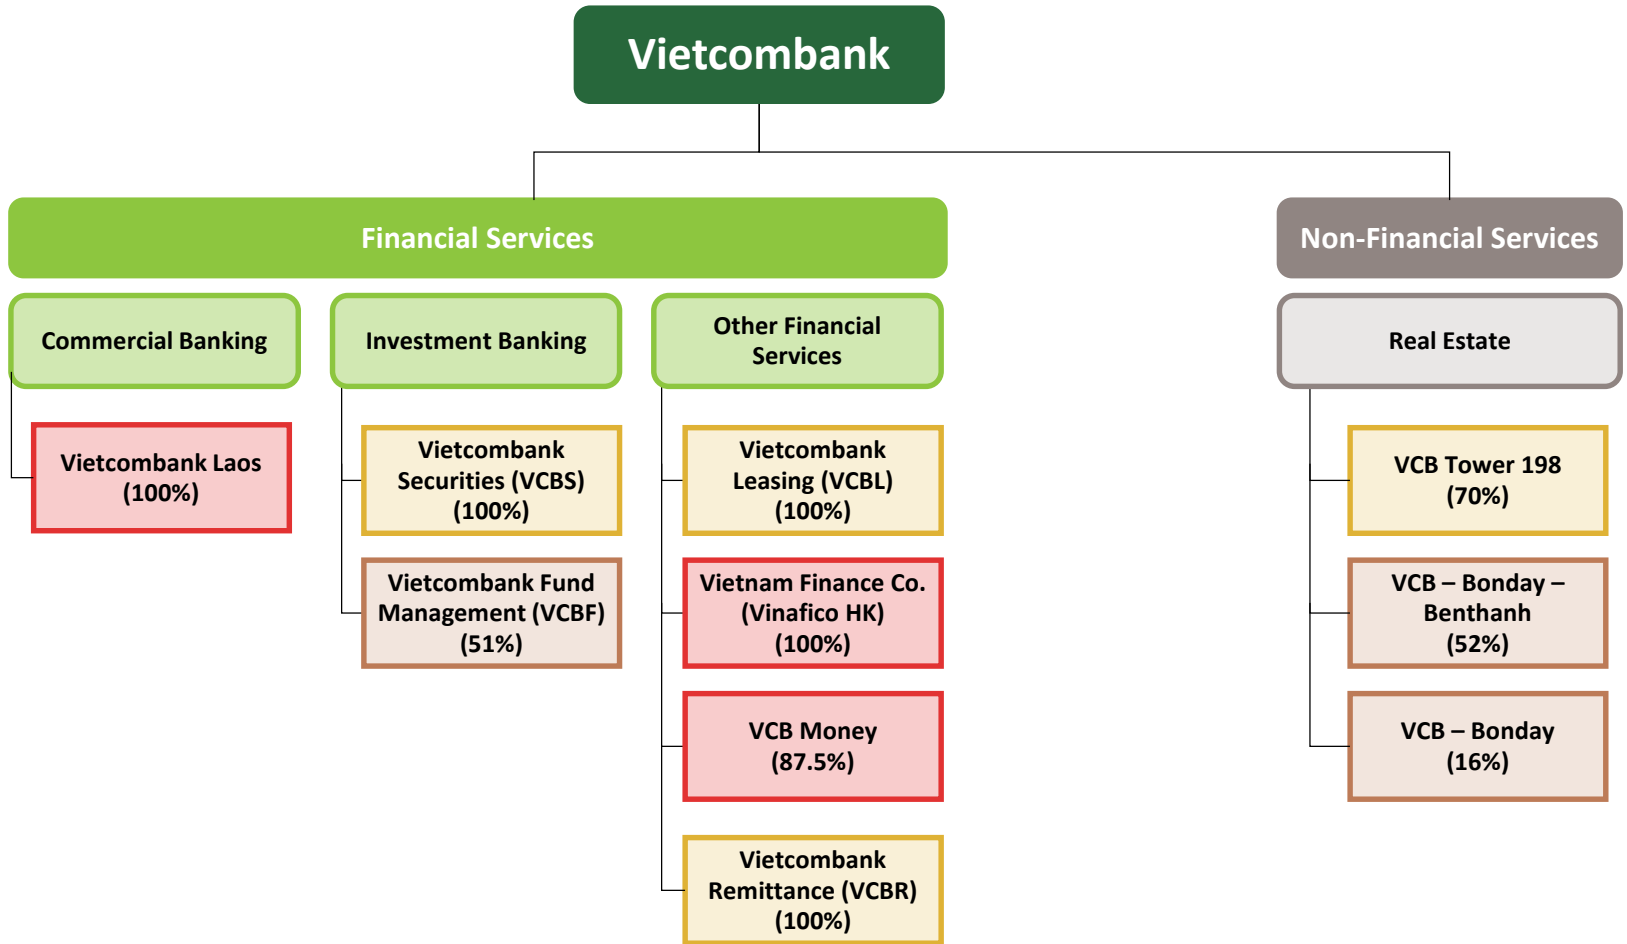 Vietcombank
Financial Services
Non-Financial Services
Commercial Banking
Investment Banking
Other Financial
Services
Real Estate
Vietcombank Laos
(100%)
Vietcombank
Securities (VCBS)
(100%)
Vietcombank Fund
Management (VCBF)
(51%)
Vietcombank
Leasing (VCBL)
(100%)
Vietnam Finance Co.
(Vinafico HK)
(100%)
VCB Money
(87.5%)
Vietcombank
Remittance (VCBR)
(100%)
VCB Tower 198
(70%)
VCB – Bonday –
Benthanh
(52%)
VCB – Bonday
(16%)